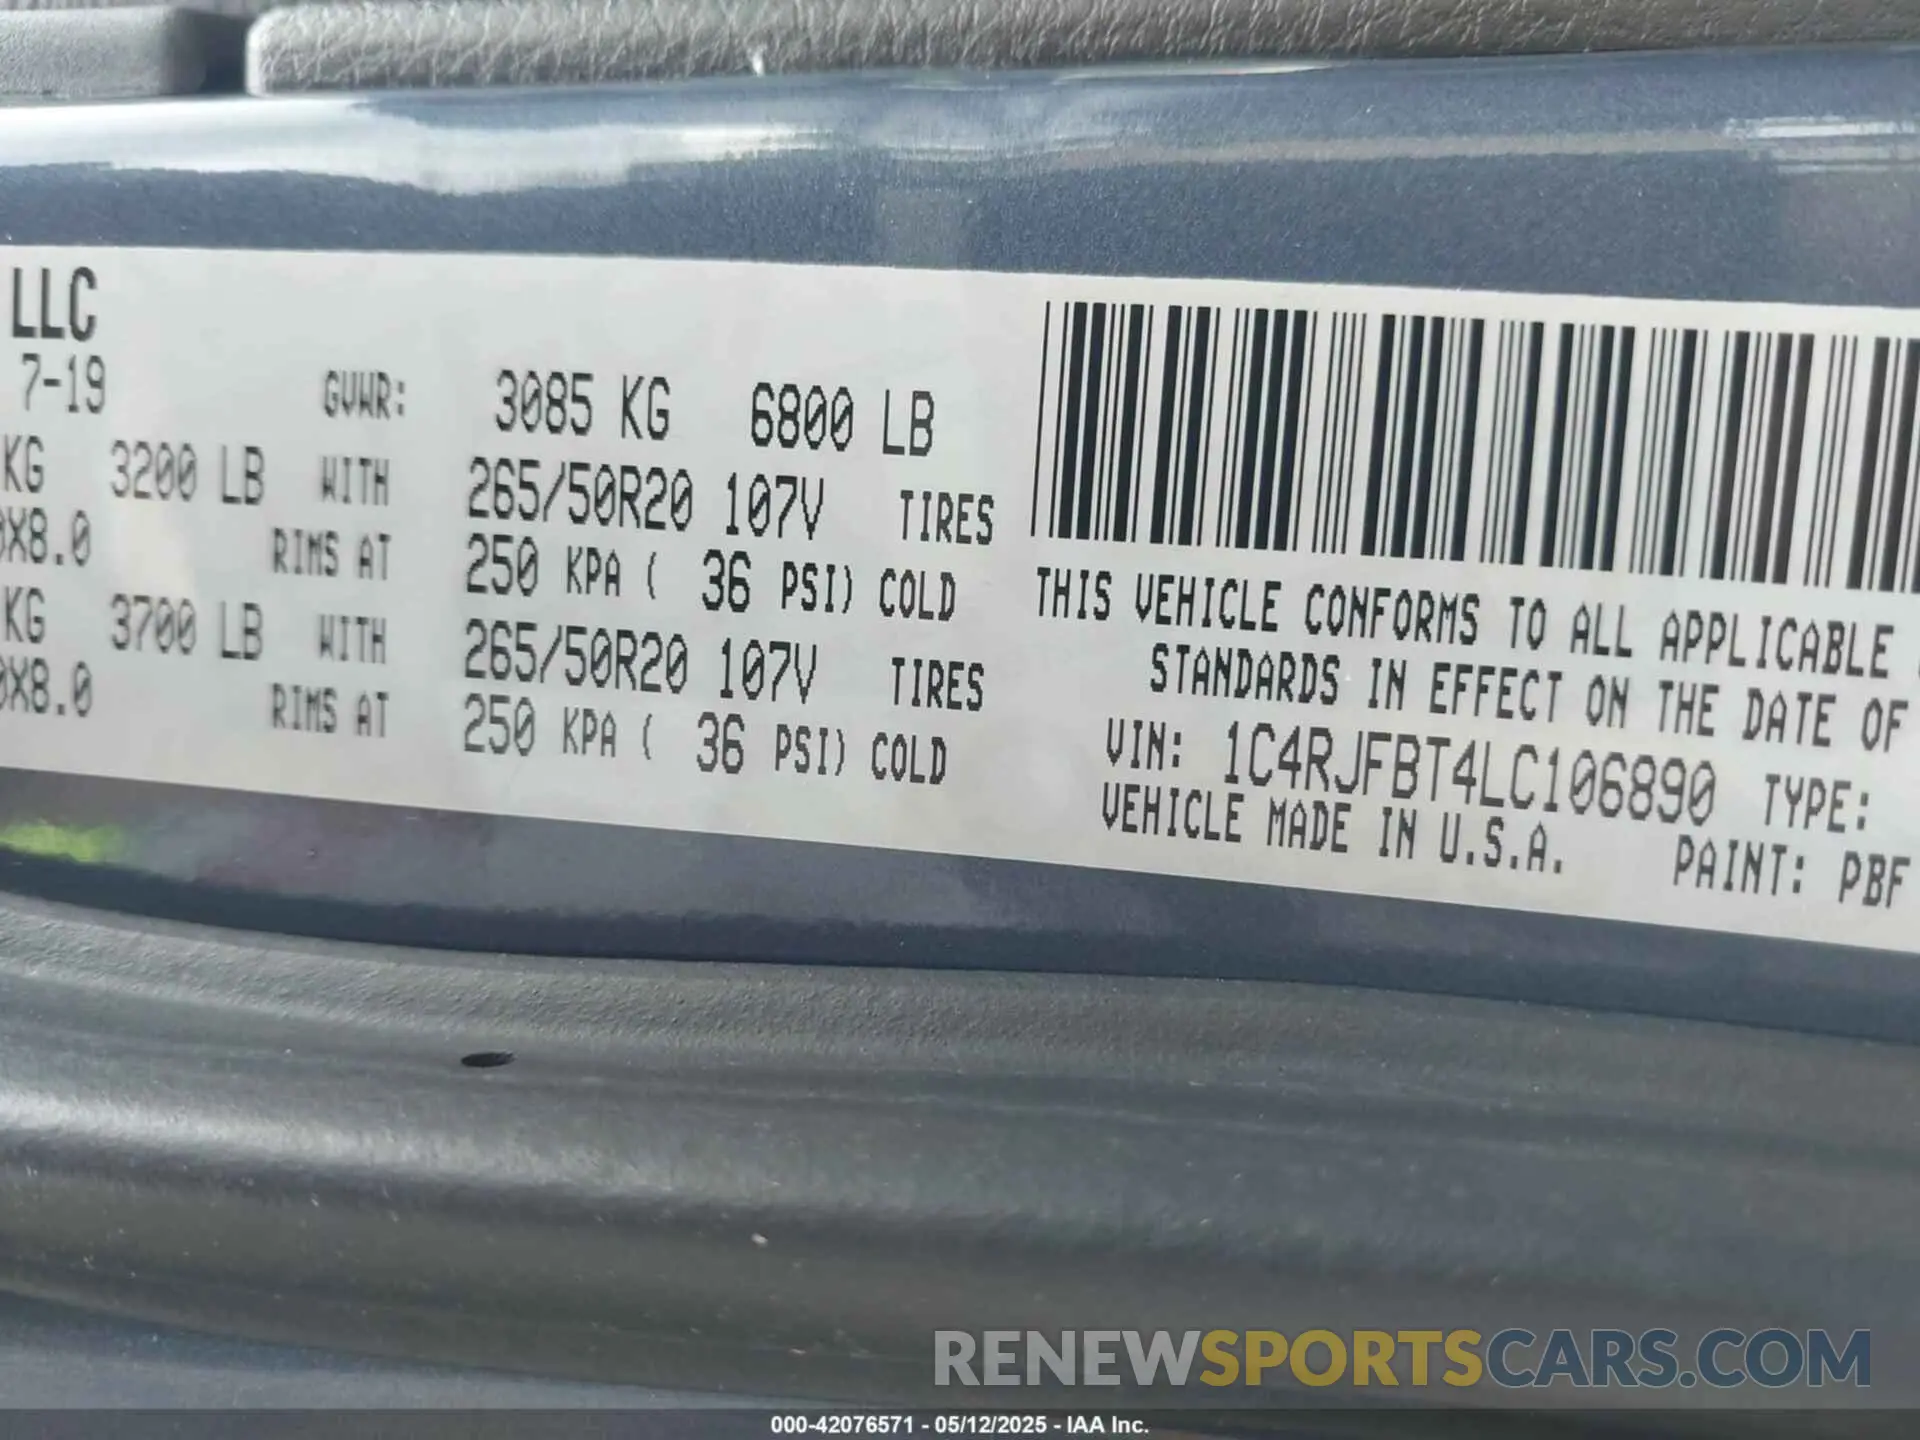 LLC
7-19 GVWR: 3085 KG 6800 LB
KG 3200 LB WITH 265/50R20 107V TIRES
X8.0 RIMS AT 250 KPA ( 36 PSI) COLD
KG 3700 LB WITH 265/50R20 107V TIRES
X8.0 RIMS AT 250 KPA ( 36 PSI) COLD
THIS VEHICLE CONFORMS TO ALL APPLICABLE
STANDARDS IN EFFECT ON THE DATE OF
VIN: 1C4RJFBT4LC106890 TYPE:
VEHICLE MADE IN U.S.A. PAINT: PBF
RENEWSPORTSCARS.COM
000-42076571 - 05/12/2025 - IAA Inc.